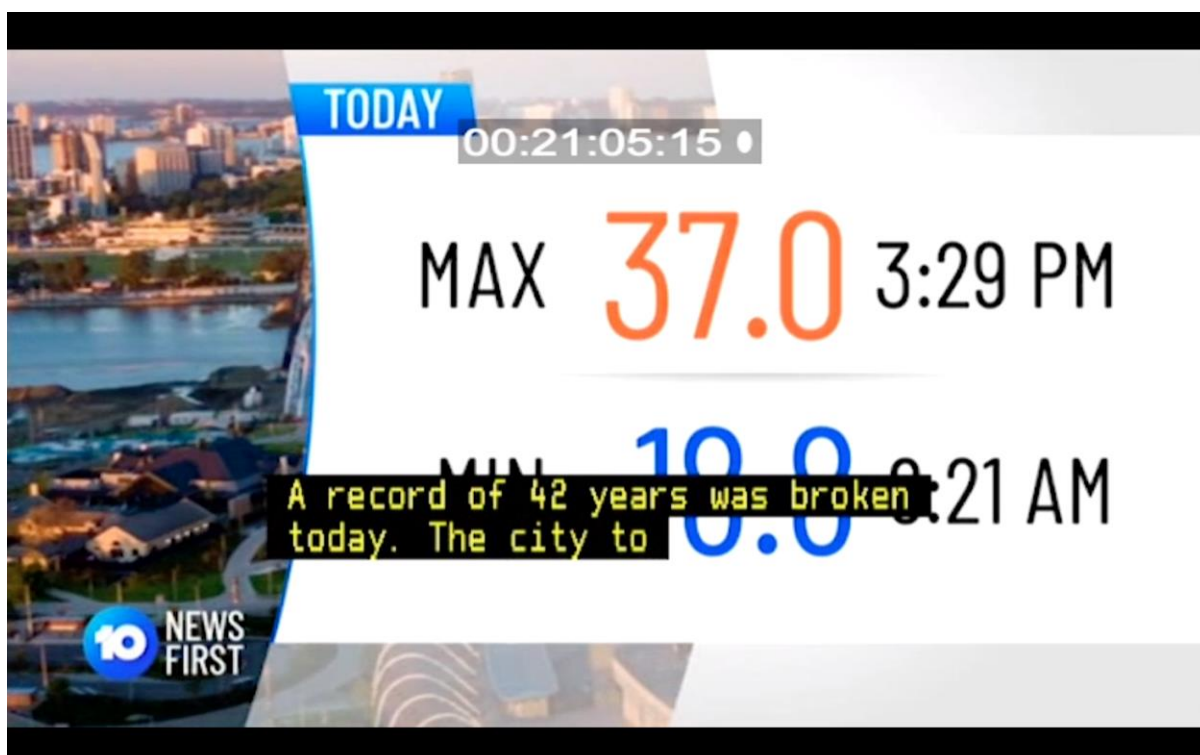 TODAY
00:21:05:15
MAX 37.0 3:29 PM
MIN :21 AM
A record of 42 years was broken
today. The city to
10 NEWS
FIRST